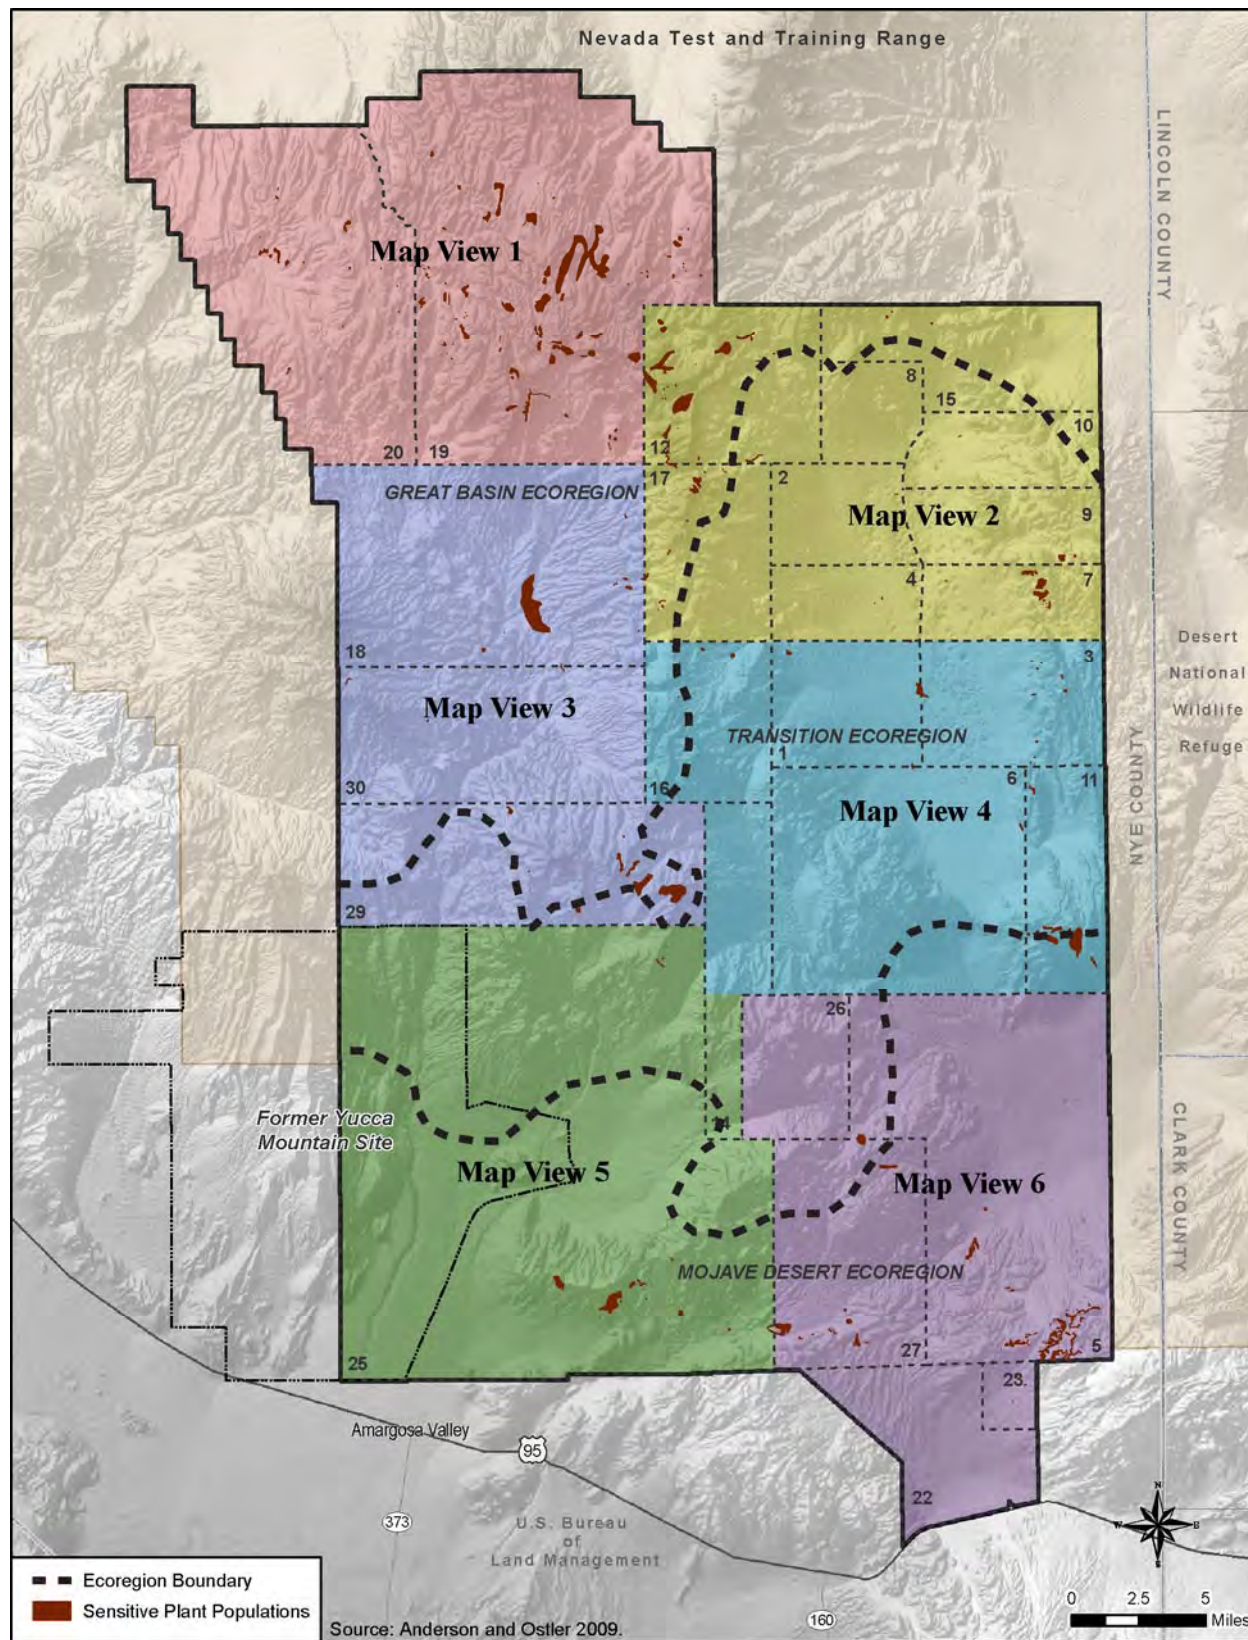 Nevada Test and Training Range
LINCOLN COUNTY
Map View 1
8
15
10
20
19
12
GREAT BASIN ECOREGION
17
2
Map View 2
9
4
7
Desert
National
Wildlife
Refuge
18
3
Map View 3
TRANSITION ECOREGION
1
NYE COUNTY
30
16
6
11
Map View 4
29
26
Former Yucca
Mountain Site
CLARK COUNTY
Map View 5
Map View 6
MOJAVE DESERT ECOREGION
25
27
5
23
Amargosa Valley
95
22
373
U.S. Bureau
of
Land Management
N
W
E
S
Ecoregion Boundary
Sensitive Plant Populations
Source: Anderson and Ostler 2009.
160
0 2.5 5
Miles